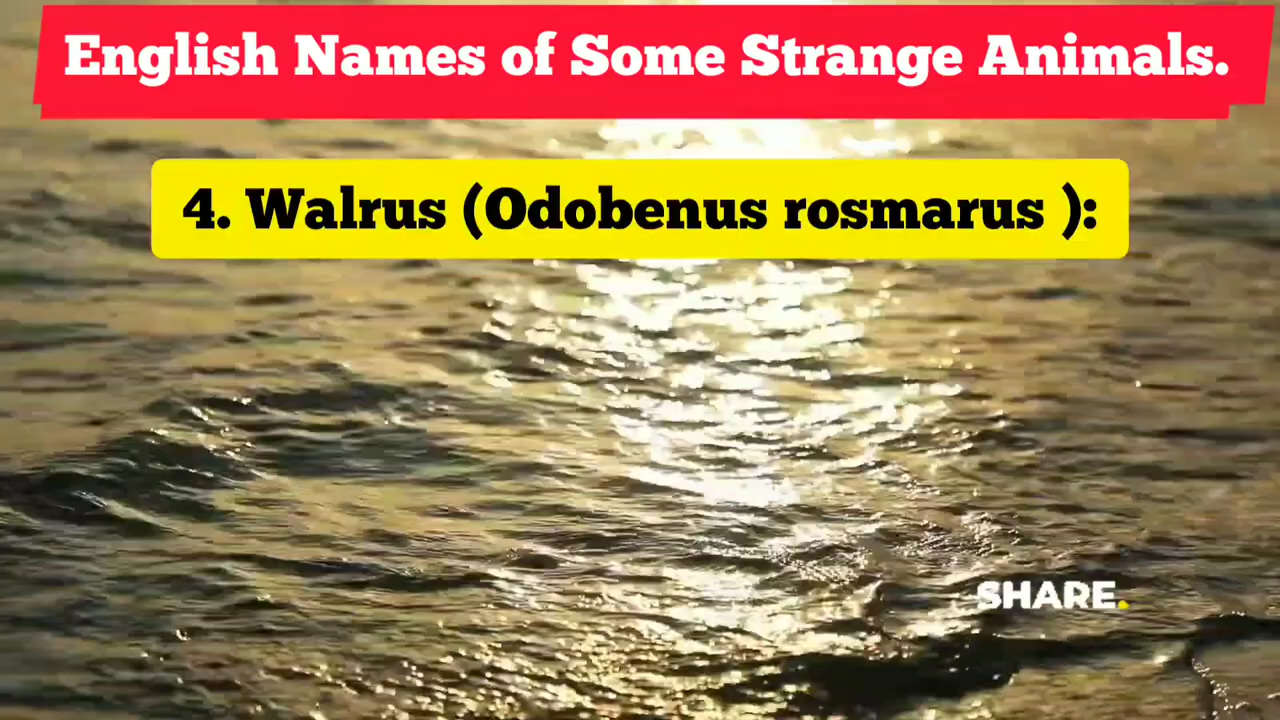 English Names of Some Strange Animals.
4. Walrus (Odobenus rosmarus ):
SHARE.